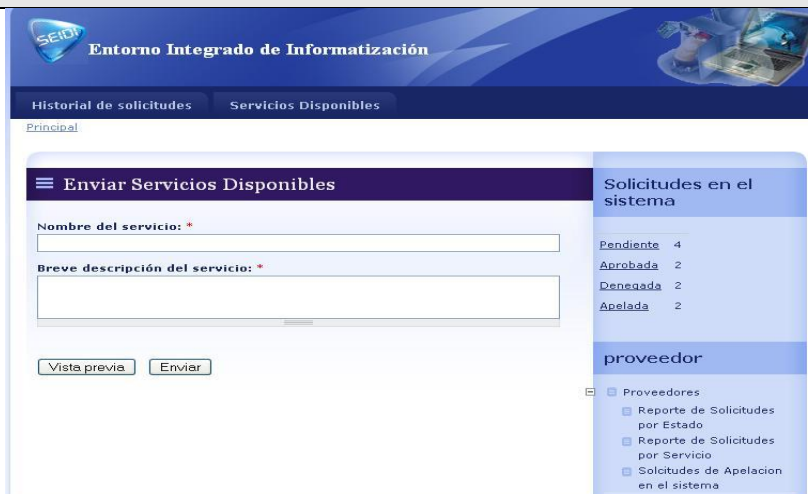 SEIDI
Entorno Integrado de Informatización
Historial de solicitudes
Servicios Disponibles
Principal
Enviar Servicios Disponibles
Nombre del servicio: *
Breve descripción del servicio: *
Vista previa
Enviar
Solicitudes en el
sistema
Pendiente 4
Aprobada 2
Denegada 2
Apelada 2
proveedor
Proveedores
Reporte de Solicitudes
por Estado
Reporte de Solicitudes
por Servicio
Solcitudes de Apelacion
en el sistema